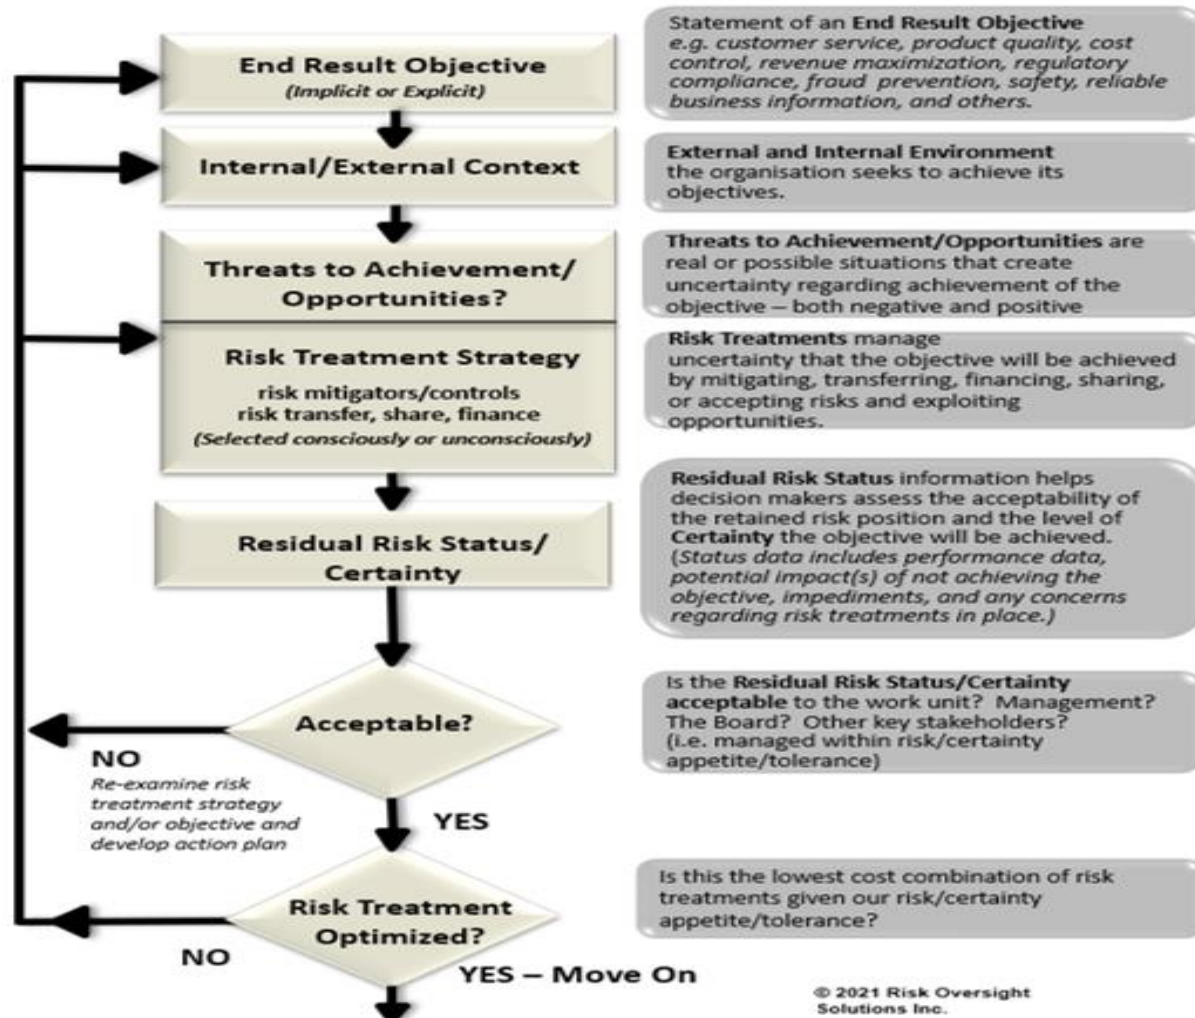 End Result Objective
(Implicit or Explicit)
Statement of an End Result Objective
e.g. customer service, product quality, cost
control, revenue maximization, regulatory
compliance, fraud prevention, safety, reliable
business information, and others.
Internal/External Context
External and Internal Environment
the organisation seeks to achieve its
objectives.
Threats to Achievement/
Opportunities?
Threats to Achievement/Opportunities are
real or possible situations that create
uncertainty regarding achievement of the
objective – both negative and positive
Risk Treatment Strategy
risk mitigators/controls
risk transfer, share, finance
(Selected consciously or unconsciously)
Risk Treatments manage
uncertainty that the objective will be achieved
by mitigating, transferring, financing, sharing,
or accepting risks and exploiting
opportunities.
Residual Risk Status/
Certainty
Residual Risk Status information helps
decision makers assess the acceptability of
the retained risk position and the level of
Certainty the objective will be achieved.
(Status data includes performance data,
potential impact(s) of not achieving the
objective, impediments, and any concerns
regarding risk treatments in place.)
Acceptable?
NO
Re-examine risk
treatment strategy
and/or objective and
develop action plan
YES
Is the Residual Risk Status/Certainty
acceptable to the work unit? Management?
The Board? Other key stakeholders?
(i.e. managed within risk/certainty
appetite/tolerance)
Risk Treatment
Optimized?
NO
YES – Move On
Is this the lowest cost combination of risk
treatments given our risk/certainty
appetite/tolerance?
© 2021 Risk Oversight
Solutions Inc.